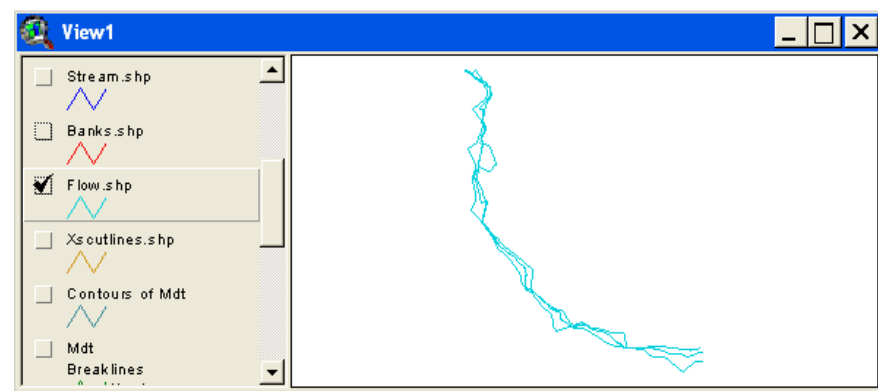 View1
Stream.shp
Banks.shp
Flow.shp
Xscutlines.shp
Contours of Mdt
Mdt
Breaklines